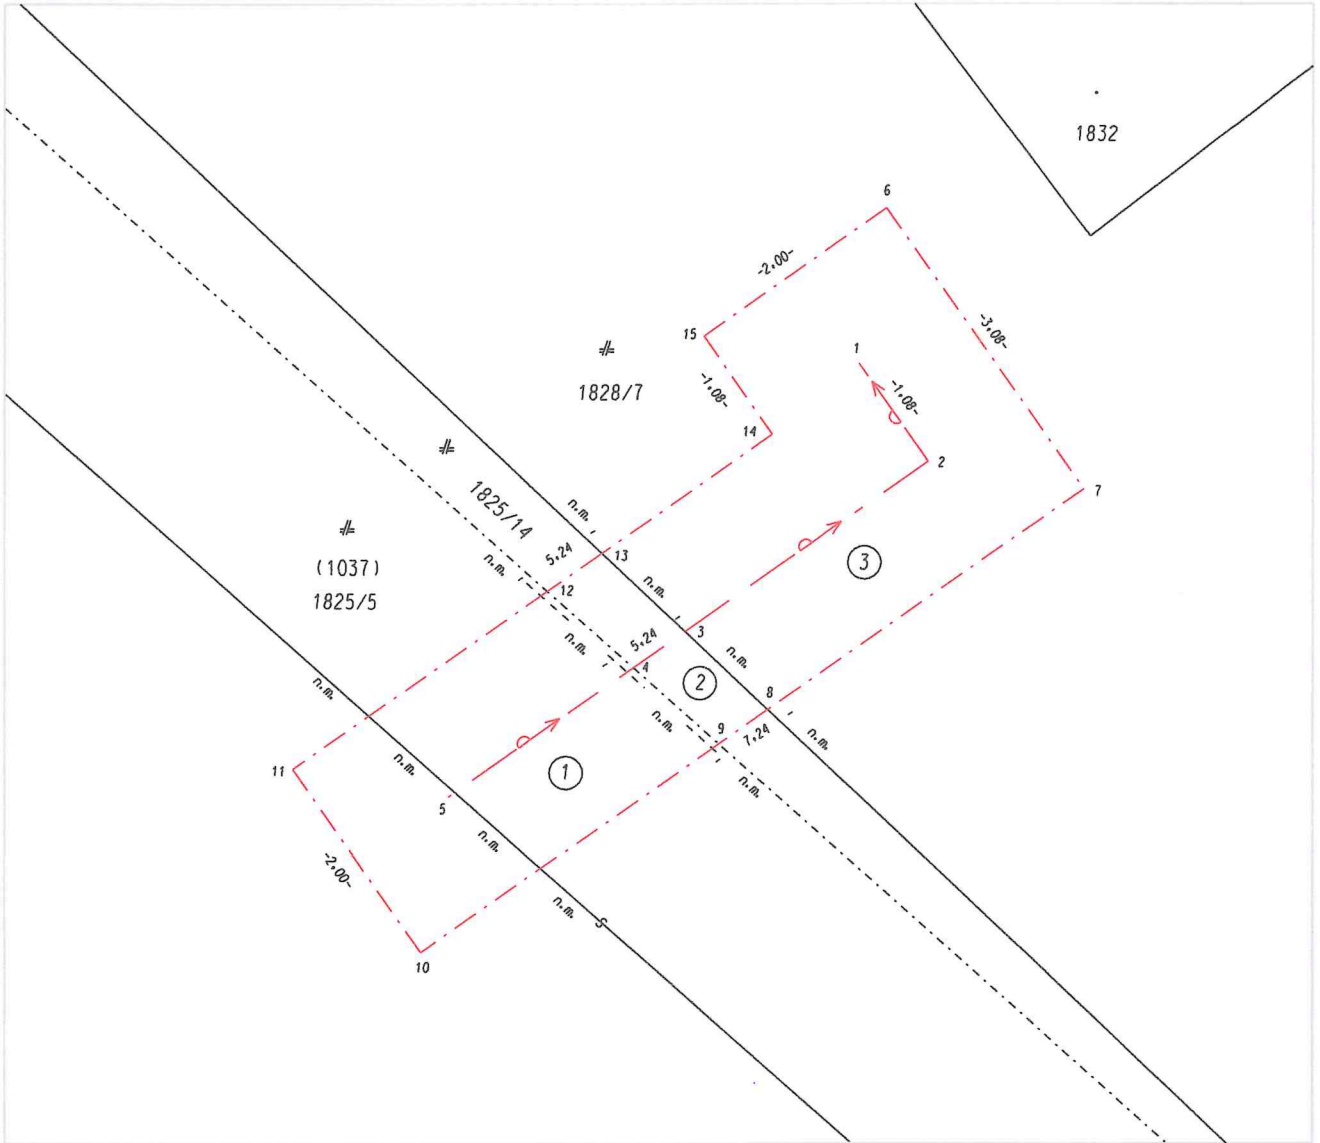 1832
6
-2,00-
-3,08-
15
1
-1,08-
-1,08-
1828/7
14
2
7
1825/14
n.m.
5,24
13
3
n.m.
12
n.m.
(1037)
1825/5
n.m.
5,24
3
n.m.
4
2
n.m.
8
n.m.
9
7,24
n.m.
n.m.
11
n.m.
1
n.m.
5
n.m.
-2,00-
n.m.
S
10